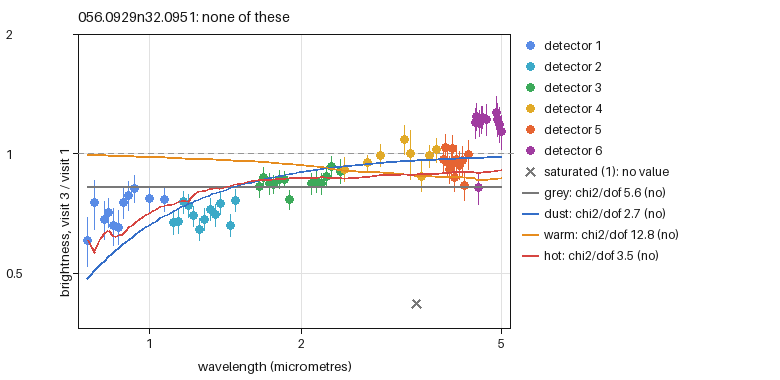 056.0929n32.0951: none of these
2
1
0.5
brightness, visit 3 / visit 1
1
2
5
wavelength (micrometres)
detector 1
detector 2
detector 3
detector 4
detector 5
detector 6
saturated (1): no value
grey: chi2/dof 5.6 (no)
dust: chi2/dof 2.7 (no)
warm: chi2/dof 12.8 (no)
hot: chi2/dof 3.5 (no)